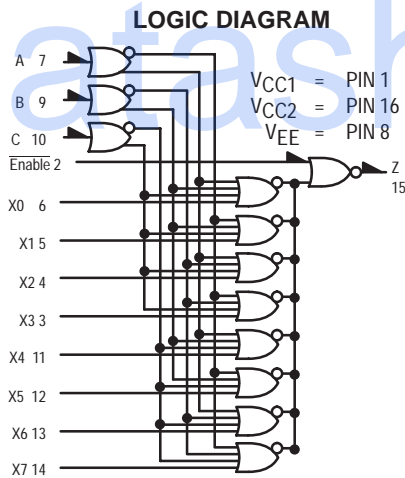 LOGIC DIAGRAM
atash
A 7
B 9
C 10
Enable 2
VCC1 = PIN 1
VCC2 = PIN 16
VEE = PIN 8
Z
15
X0 6
X1 5
X2 4
X3 3
X4 11
X5 12
X6 13
X7 14